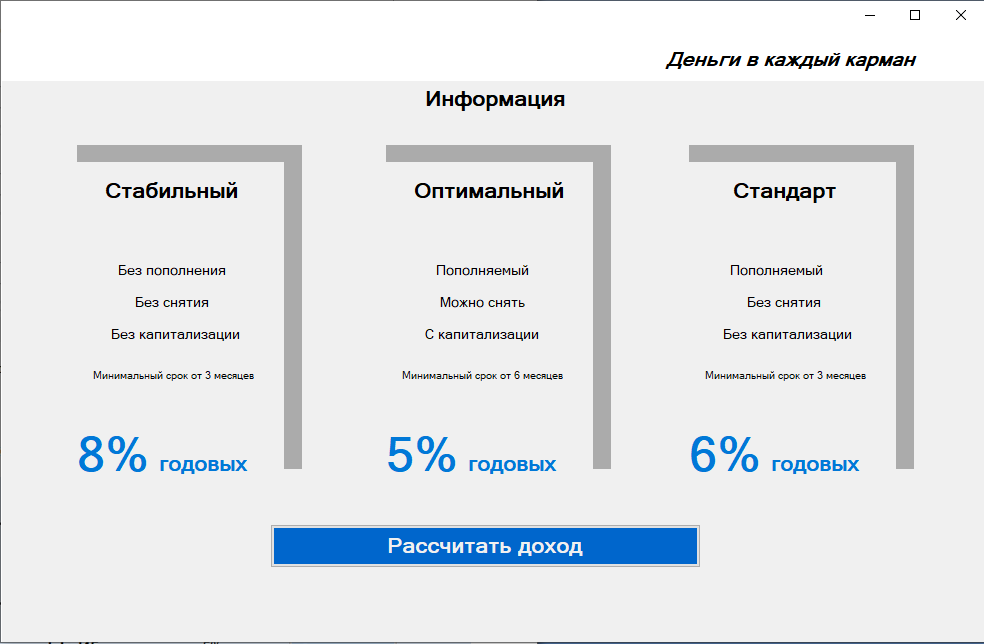 Деньги в каждый карман
Информация
Стабильный
Без пополнения
Без снятия
Без капитализации
Минимальный срок от 3 месяцев
8% годовых
Оптимальный
Пополняемый
Можно снять
С капитализации
Минимальный срок от 6 месяцев
5% годовых
Стандарт
Пополняемый
Без снятия
Без капитализации
Минимальный срок от 3 месяцев
6% годовых
Рассчитать доход